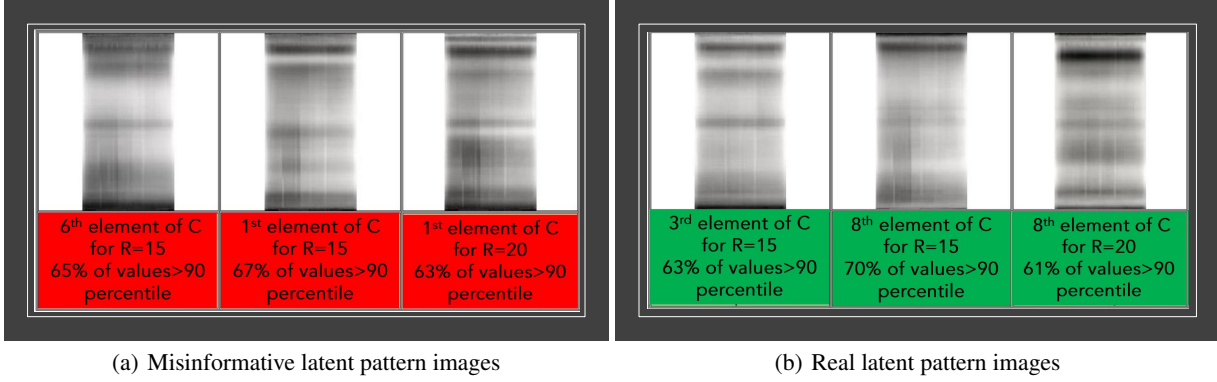 6th element of C
for R=15
65% of values>90
percentile
1st element of C
for R=15
67% of values>90
percentile
1st element of C
for R=20
63% of values>90
percentile
3rd element of C
for R=15
63% of values>90
percentile
8th element of C
for R=15
70% of values>90
percentile
8th element of C
for R=20
61% of values>90
percentile
(a) Misinformative latent pattern images
(b) Real latent pattern images